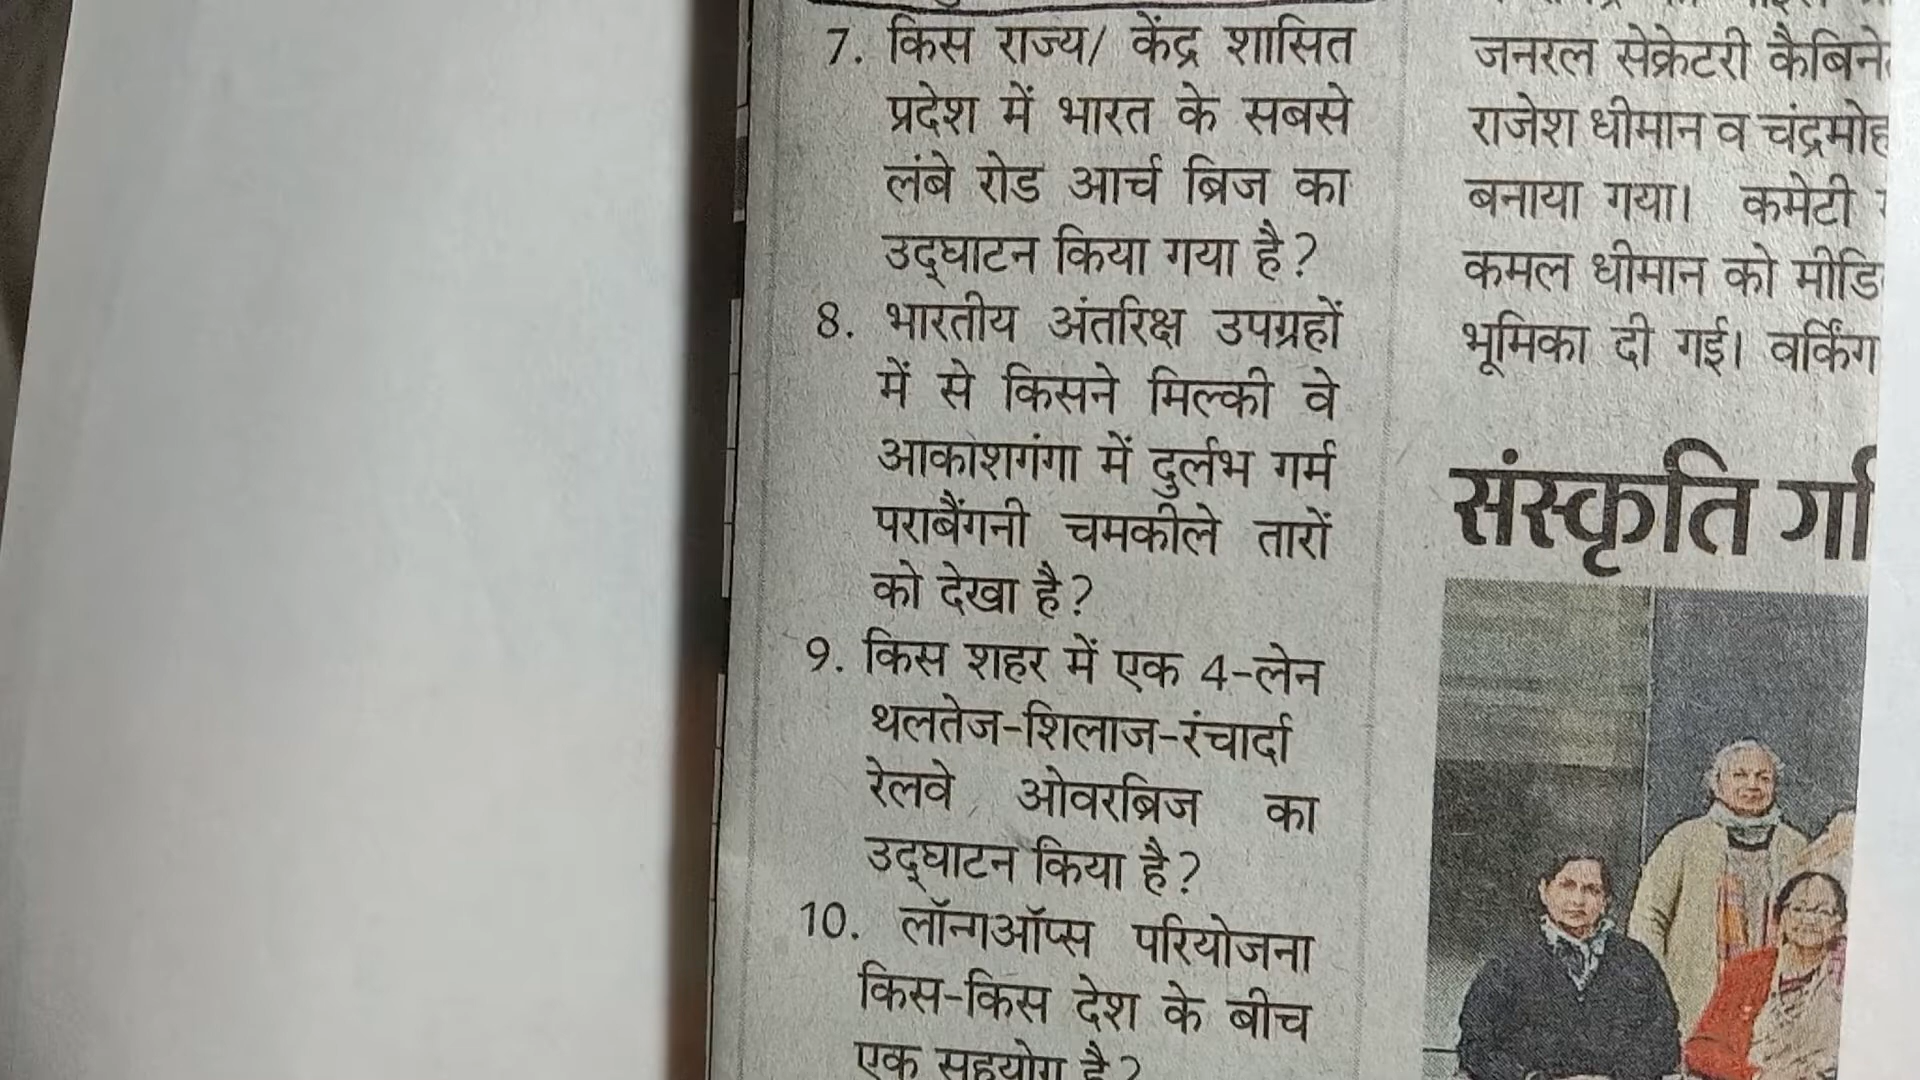 7. किस राज्य/ केंद्र शासित
प्रदेश में भारत के सबसे
लंबे रोड आर्च ब्रिज का
उद्घाटन किया गया है?
8. भारतीय अंतरिक्ष उपग्रहों
में से किसने मिल्की वे
आकाशगंगा में दुर्लभ गर्म
पराबैंगनी चमकीले तारों
को देखा है?
9. किस शहर में एक 4-लेन
थलतेज-शिलाज-रंचार्दा
रेलवे ओवरब्रिज का
उद्घाटन किया है?
10. लॉन्गऑप्स परियोजना
किस-किस देश के बीच
एक सहयोग है?
जनरल सेक्रेटरी
राजेश धीमान व
बनाया गया। कमेटी
कमल धीमान को
भूमिका दी गई। वर्किंग
संस्कृति